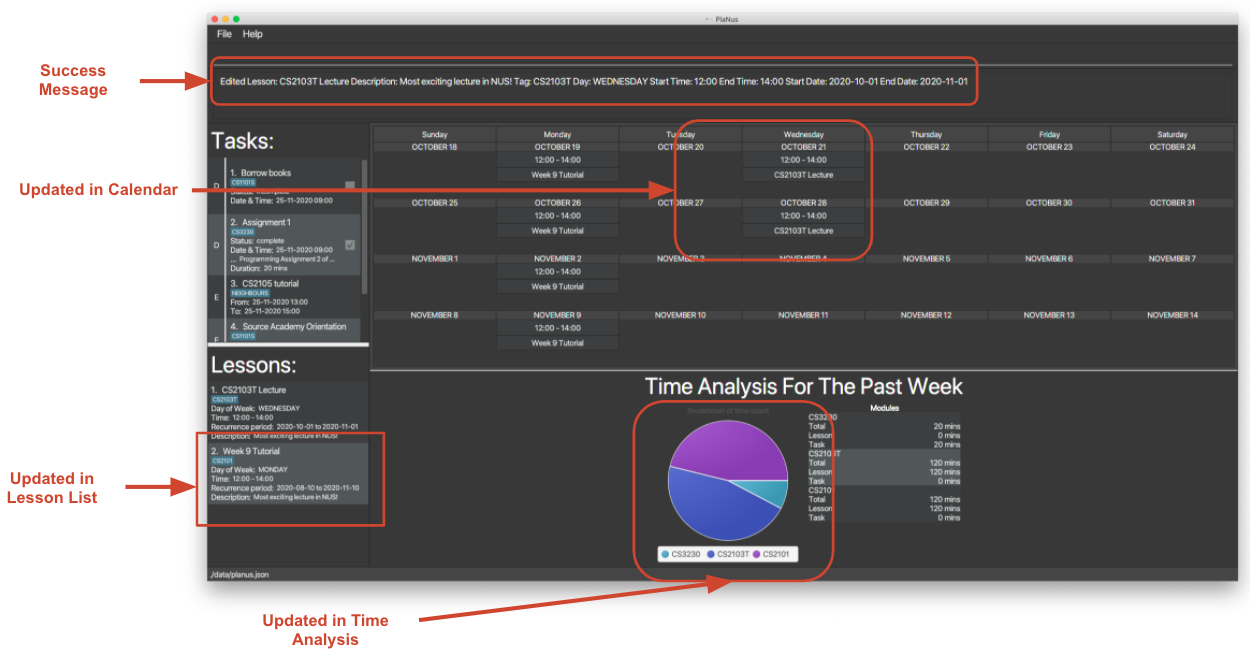 PlaNus
File Help
Success
Message
Edited Lesson: CS2103T Lecture Description: Most exciting lecture in NUS! Tag: CS2103T Day: WEDNESDAY Start Time: 12:00 End Time: 14:00 Start Date: 2020-10-01 End Date: 2020-11-01
Updated in Calendar
Tasks:
D
1. Borrow books
CS1101S
Status: incomplete
Date & Time: 25-11-2020 09:00
D
2. Assignment 1
CS3230
Status: complete
Date & Time: 25-11-2020 09:00
... Programming Assignment 2 of ...
Duration: 20 mins
E
3. CS2105 tutorial
NEIGHBOURS
From: 25-11-2020 13:00
To: 25-11-2020 15:00
4. Source Academy Orientation
CS1101S
Sunday Monday Tuesday Wednesday Thursday Friday Saturday
OCTOBER 18 OCTOBER 19 OCTOBER 20 OCTOBER 21 OCTOBER 22 OCTOBER 23 OCTOBER 24
12:00 - 14:00 12:00 - 14:00
Week 9 Tutorial CS2103T Lecture
OCTOBER 25 OCTOBER 26 OCTOBER 27 OCTOBER 28 OCTOBER 29 OCTOBER 30 OCTOBER 31
12:00 - 14:00 12:00 - 14:00
Week 9 Tutorial CS2103T Lecture
NOVEMBER 1 NOVEMBER 2 NOVEMBER 3 NOVEMBER 4 NOVEMBER 5 NOVEMBER 6 NOVEMBER 7
12:00 - 14:00
Week 9 Tutorial
NOVEMBER 8 NOVEMBER 9 NOVEMBER 10 NOVEMBER 11 NOVEMBER 12 NOVEMBER 13 NOVEMBER 14
12:00 - 14:00
Week 9 Tutorial
Lessons:
1. CS2103T Lecture
CS2103T
Day of Week: WEDNESDAY
Time: 12:00 - 14:00
Recurrence period: 2020-10-01 to 2020-11-01
Description: Most exciting lecture in NUS!
2. Week 9 Tutorial
CS2101
Day of Week: MONDAY
Time: 12:00 - 14:00
Recurrence period: 2020-08-10 to 2020-11-10
Description: Most exciting lecture in NUS!
Updated in
Lesson List
Time Analysis For The Past Week
Breakdown of time spent
CS3230 CS2103T CS2101
Modules
CS3230
Total 20 mins
Lesson 0 mins
Task 20 mins
CS2103T
Total 120 mins
Lesson 120 mins
Task 0 mins
CS2101
Total 120 mins
Lesson 120 mins
Task 0 mins
./data/planus.json
Updated in Time
Analysis